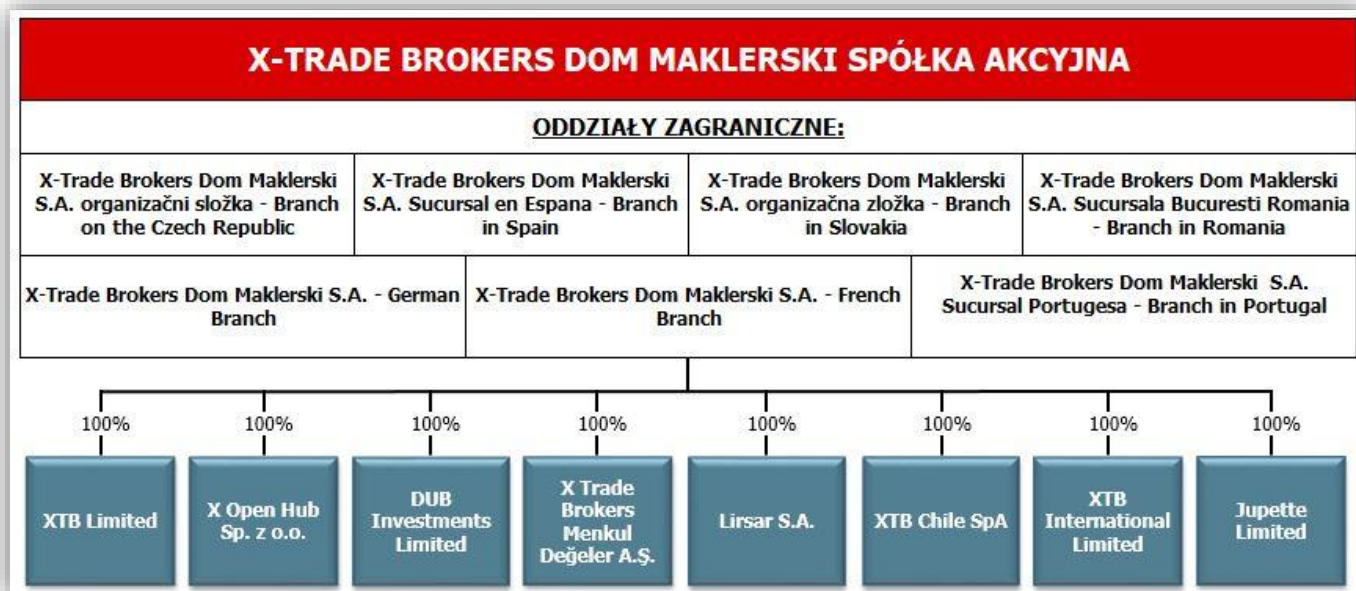 X-TRADE BROKERS DOM MAKLERSKI SPÓŁKA AKCYJNA
ODDZIAŁY ZAGRANICZNE:
X-Trade Brokers Dom Maklerski
S.A. organizačni složka - Branch
on the Czech Republic
X-Trade Brokers Dom Maklerski
S.A. Sucursal en Espana - Branch
in Spain
X-Trade Brokers Dom Maklerski
S.A. organizačna zložka - Branch
in Slovakia
X-Trade Brokers Dom Maklerski
S.A. Sucursala Bucuresti Romania
- Branch in Romania
X-Trade Brokers Dom Maklerski S.A. - German
Branch
X-Trade Brokers Dom Maklerski S.A. - French
Branch
X-Trade Brokers Dom Maklerski S.A.
Sucursal Portugesa - Branch in Portugal
100%
100%
100%
100%
100%
100%
100%
100%
XTB Limited
X Open Hub
Sp. z o.o.
DUB
Investments
Limited
X Trade
Brokers
Menkul
Değeler A.Ş.
Lirsar S.A.
XTB Chile SpA
XTB
International
Limited
Jupette
Limited